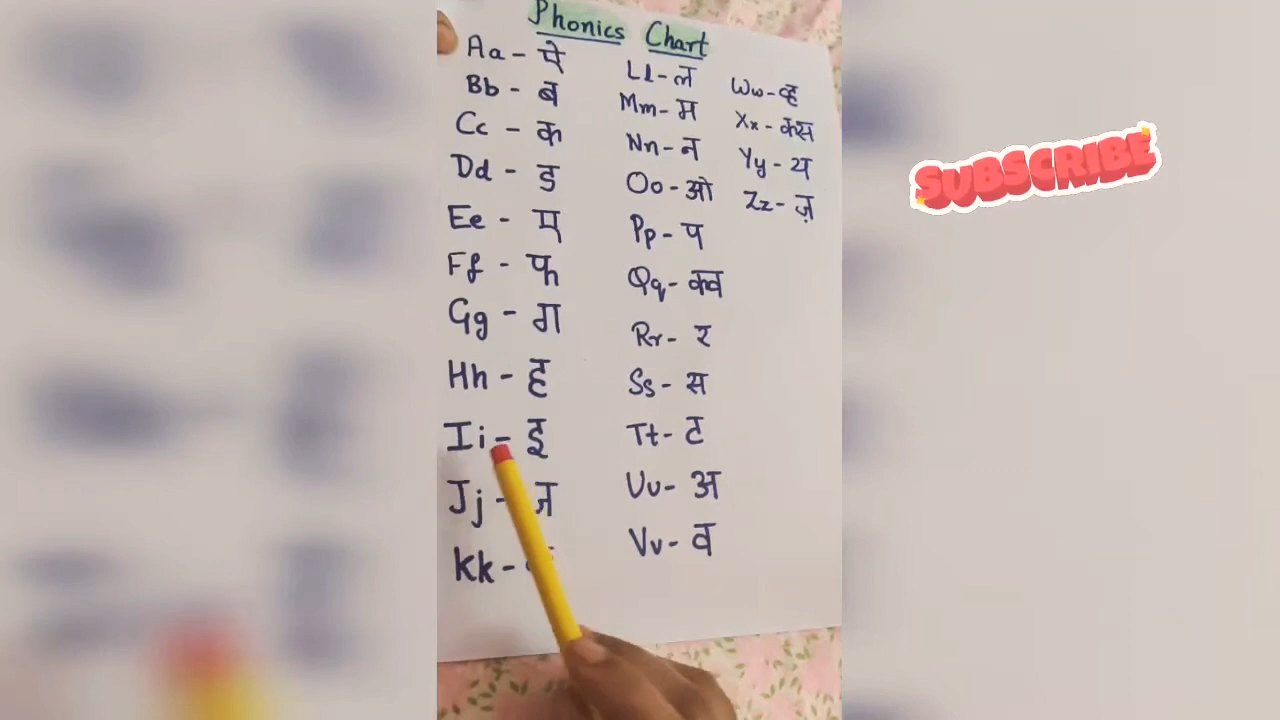 Phonics Chart
Aa - ऐ
Bb - ब
Cc - क
Dd - ड
Ee - ए
Ff - फ
Gg - ग
Hh - ह
Ii - इ
Jj - ज
Kk -
Ll - ल
Mm - म
Nn - न
Oo - ओ
Pp - प
Qq - क्व
Rr - र
Ss - स
Tt - ट
Uu - अ
Vv - व
Ww - व्ह
Xx - क्स
Yy - य
Zz - ज़
SUBSCRIBE